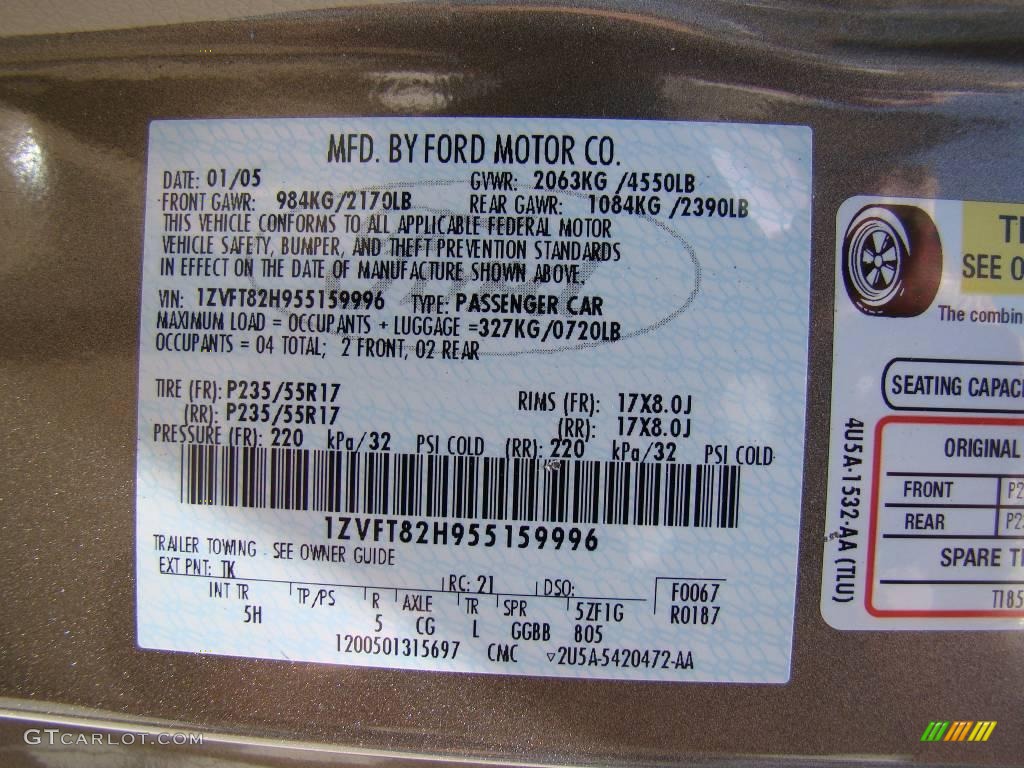 MFD. BY FORD MOTOR CO.
DATE: 01/05 GVWR: 2063KG /4550LB
FRONT GAWR: 984KG/2170LB REAR GAWR: 1084KG /2390LB
THIS VEHICLE CONFORMS TO ALL APPLICABLE FEDERAL MOTOR
VEHICLE SAFETY, BUMPER, AND THEFT PREVENTION STANDARDS
IN EFFECT ON THE DATE OF MANUFACTURE SHOWN ABOVE.
VIN: 1ZVFT82H955159996 TYPE: PASSENGER CAR
MAXIMUM LOAD = OCCUPANTS + LUGGAGE =327KG/0720LB
OCCUPANTS = 04 TOTAL; 2 FRONT, 02 REAR
TIRE (FR): P235/55R17 RIMS (FR): 17X8.0J
(RR): P235/55R17 (RR): 17X8.0J
PRESSURE (FR): 220 kPa/32 PSI COLD (RR): 220 kPa/32 PSI COLD
1ZVFT82H955159996
TRAILER TOWING - SEE OWNER GUIDE
EXT PNT: TK RC: 21 DSO: F0067
INT TR TP/PS R AXLE TR SPR 5ZF1G R0187
5H 5 CG L GGBB 805
1200501315697 CMC ▽2U5A-5420472-AA
SEE O
The combin
SEATING CAPACI
ORIGINAL
FRONT P2
REAR P2
SPARE TI
T185
4U5A-1532-AA (TLU)
GTCARLOT.COM